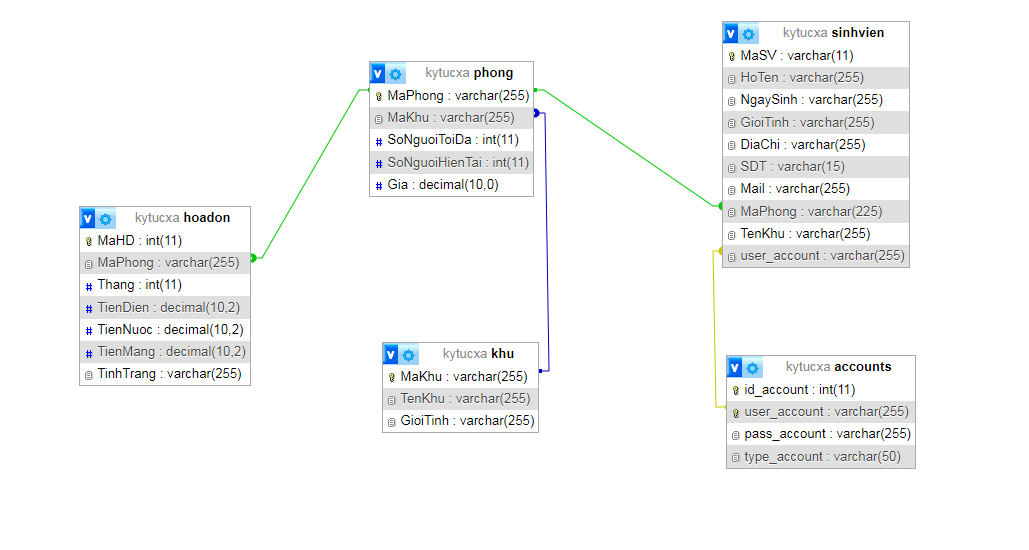 kytucxa sinhvien
MaSV : varchar(11)
HoTen : varchar(255)
NgaySinh : varchar(255)
GioiTinh : varchar(255)
DiaChi : varchar(255)
SDT : varchar(15)
Mail : varchar(255)
MaPhong : varchar(225)
TenKhu : varchar(255)
user_account : varchar(255)
kytucxa phong
MaPhong : varchar(255)
MaKhu : varchar(255)
SoNguoiToiDa : int(11)
SoNguoiHienTai : int(11)
Gia : decimal(10,0)
kytucxa hoadon
MaHD : int(11)
MaPhong : varchar(255)
Thang : int(11)
TienDien : decimal(10,2)
TienNuoc : decimal(10,2)
TienMang : decimal(10,2)
TinhTrang : varchar(255)
kytucxa khu
MaKhu : varchar(255)
TenKhu : varchar(255)
GioiTinh : varchar(255)
kytucxa accounts
id_account : int(11)
user_account : varchar(255)
pass_account : varchar(255)
type_account : varchar(50)